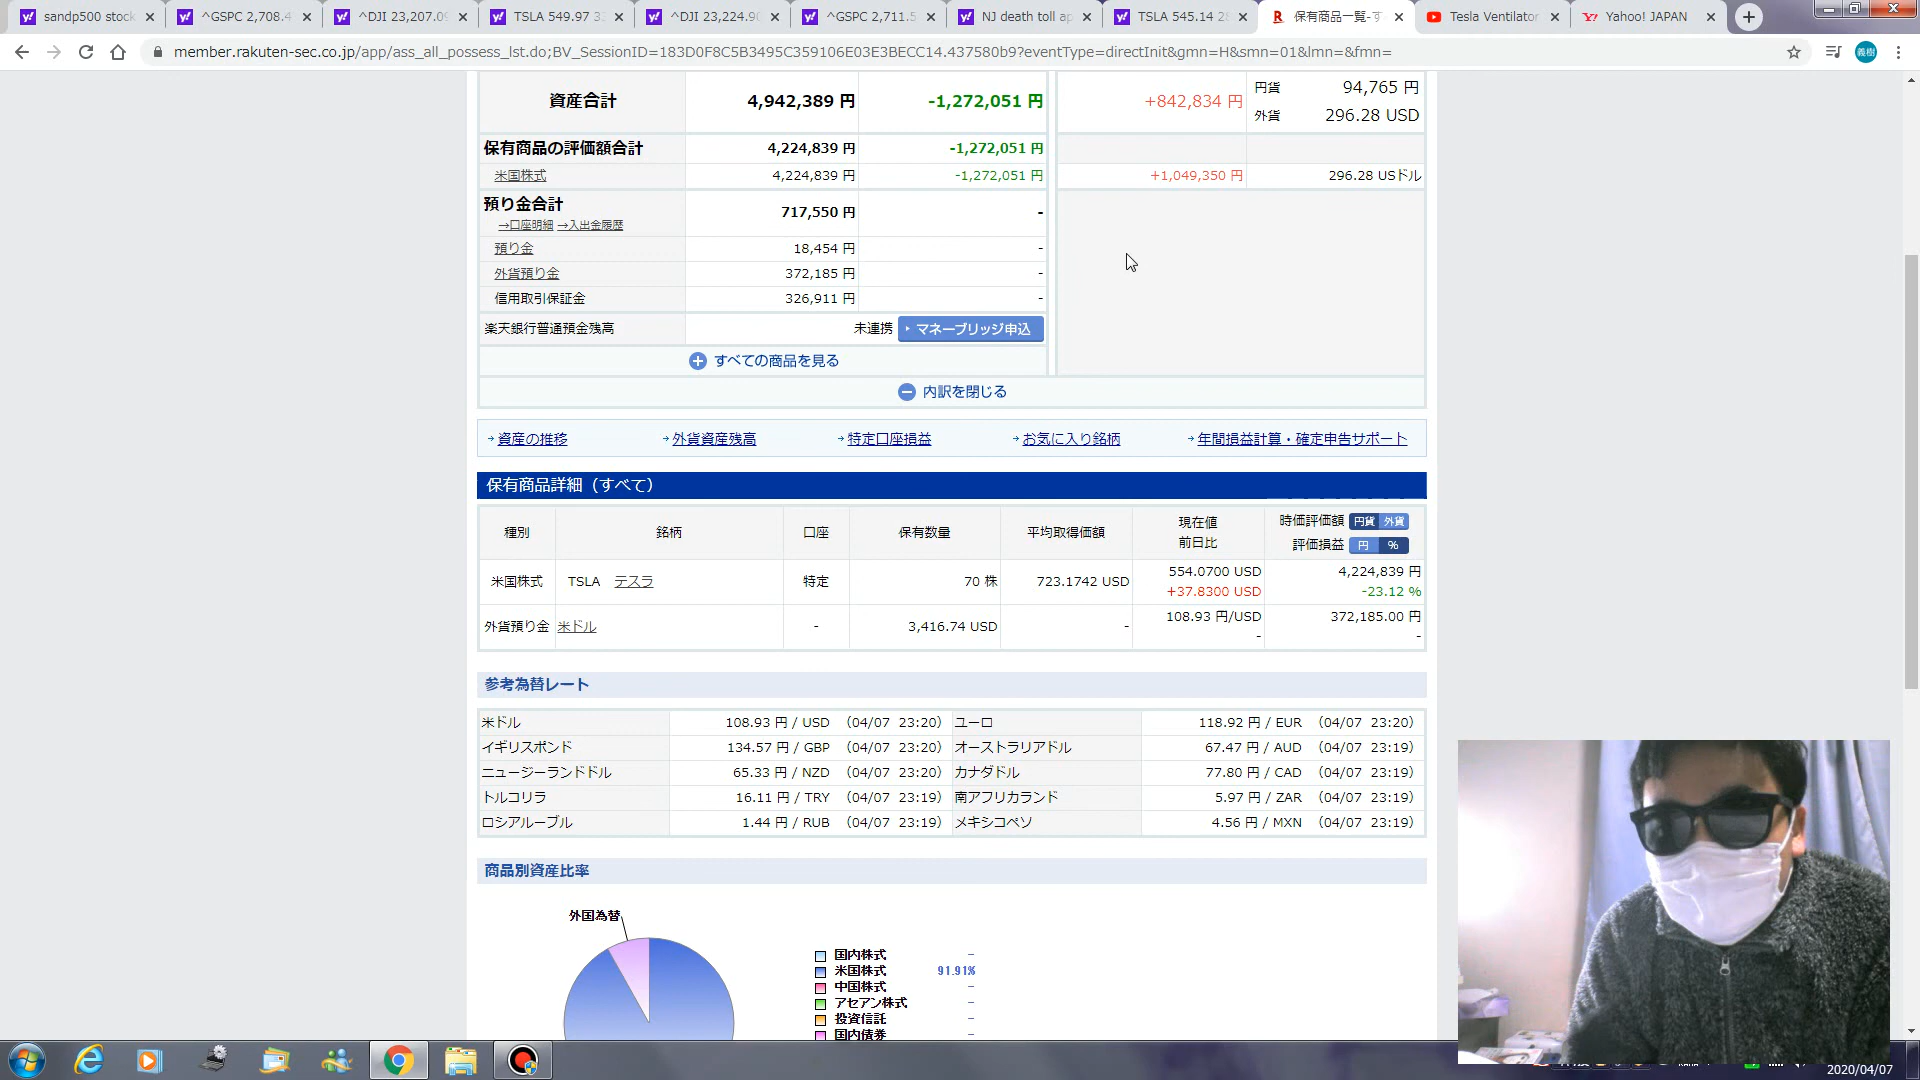 sandp500 stock
^GSPC 2,708.4
^DJI 23,207.09
TSLA 549.97
^DJI 23,224.90
^GSPC 2,711.5
NJ death toll ap
TSLA 545.14
保有商品一覧-す
Tesla Ventilator
Yahoo! JAPAN
member.rakuten-sec.co.jp/app/ass_all_possess_lst.do;BV_SessionID=183D0F8C5B3495C359106E03E3BECC14.437580b9?eventType=directInit&gmn=H&smn=01&lmn=&fmn=
義樹
資産合計 4,942,389 円 -1,272,051 円 +842,834 円 円貨 94,765 円
外貨 296.28 USD
保有商品の評価額合計 4,224,839 円 -1,272,051 円
米国株式 4,224,839 円 -1,272,051 円 +1,049,350 円 296.28 USドル
預り金合計 717,550 円 -
→口座明細 →入出金履歴
預り金 18,454 円 -
外貨預り金 372,185 円 -
信用取引保証金 326,911 円 -
楽天銀行普通預金残高 未連携 マネーブリッジ申込
すべての商品を見る
内訳を閉じる
資産の推移 外貨資産残高 特定口座損益 お気に入り銘柄 年間損益計算・確定申告サポート
保有商品詳細（すべて）
種別 銘柄 口座 保有数量 平均取得価額 現在値 前日比 時価評価額 円貨 外貨
評価損益 円 %
米国株式 TSLA テスラ 特定 70 株 723.1742 USD 554.0700 USD 4,224,839 円
+37.8300 USD -23.12 %
外貨預り金 米ドル - 3,416.74 USD - 108.93 円/USD 372,185.00 円
- -
参考為替レート
米ドル 108.93 円 / USD （04/07 23:20） ユーロ 118.92 円 / EUR （04/07 23:20）
イギリスポンド 134.57 円 / GBP （04/07 23:20） オーストラリアドル 67.47 円 / AUD （04/07 23:19）
ニュージーランドドル 65.33 円 / NZD （04/07 23:20） カナダドル 77.80 円 / CAD （04/07 23:19）
トルコリラ 16.11 円 / TRY （04/07 23:19） 南アフリカランド 5.97 円 / ZAR （04/07 23:19）
ロシアルーブル 1.44 円 / RUB （04/07 23:19） メキシコペソ 4.56 円 / MXN （04/07 23:19）
商品別資産比率
外国為替
国内株式 -
米国株式 91.91%
中国株式 -
アセアン株式 -
投資信託 -
国内債券 -
2020/04/07